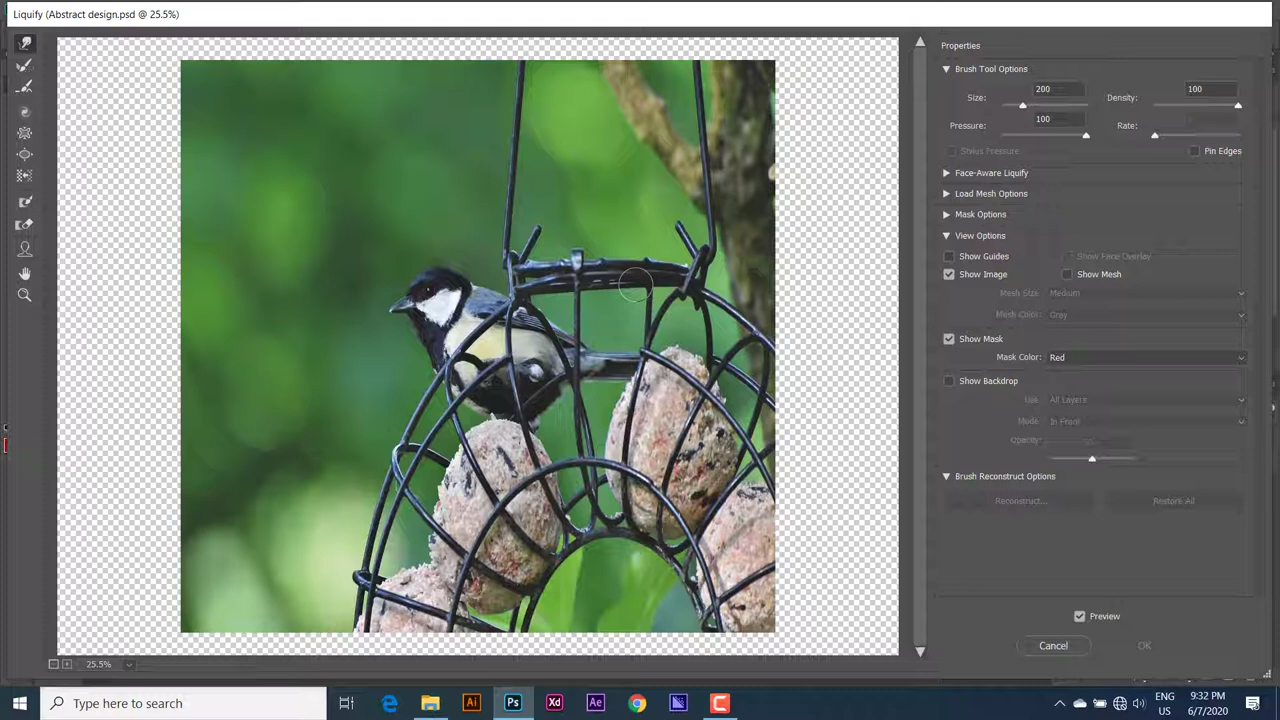 Liquify (Abstract design.psd @ 25.5%)
Properties
Brush Tool Options
Size: 200 Density: 100
Pressure: 100 Rate:
Stylus Pressure Pin Edges
Face-Aware Liquify
Load Mesh Options
Mask Options
View Options
Show Guides Show Face Overlay
Show Image Show Mesh
Mesh Size: Medium
Mesh Color: Gray
Show Mask
Mask Color: Red
Show Backdrop
Use: All Layers
Mode: In Front
Opacity:
Brush Reconstruct Options
Reconstruct... Restore All
Preview
Cancel OK
25.5%
Type here to search
Ai Ps Xd Ae
ENG 9:32 PM
US 6/7/2020